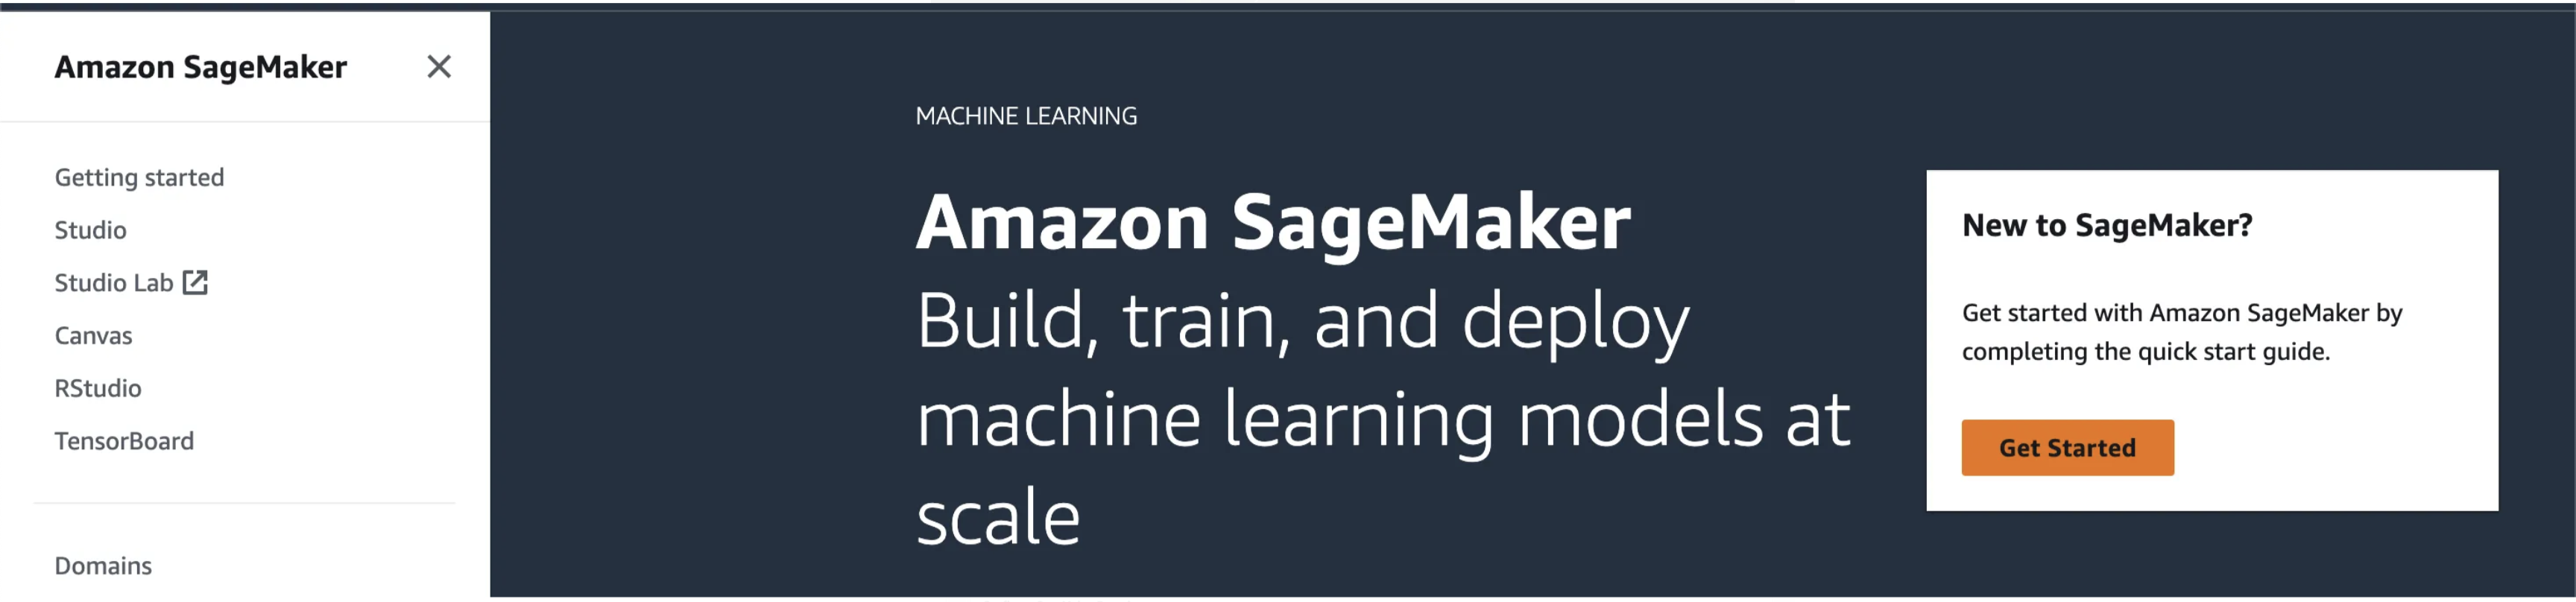 Amazon SageMaker
Getting started
Studio
Studio Lab
Canvas
RStudio
TensorBoard
Domains
MACHINE LEARNING
Amazon SageMaker
Build, train, and deploy
machine learning models at
scale
New to SageMaker?
Get started with Amazon SageMaker by
completing the quick start guide.
Get Started